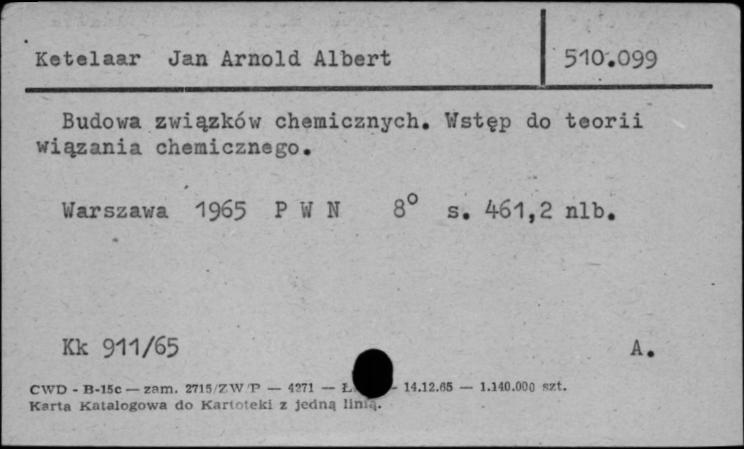 Ketelaar Jan Arnold Albert 510.099
Budowa związków chemicznych. Wstęp do teorii
wiązania chemicznego.
Warszawa 1965 P W N 8° s. 461,2 nlb.
Kk 911/65 A.
CWD - B-15c — zam. 2715/ZW/P — 4271 — - 14.12.65 — 1.140.000 szt.
Karta Katalogowa do Kartoteki z jedną linią.